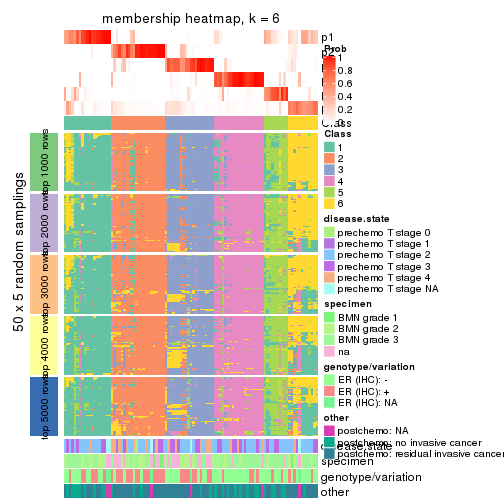 membership heatmap, k = 6
p1
p2
Prob
1
0.8
0.6
0.4
0.2
0
Class
Class
1
2
3
4
5
6
50 x 5 random samplings
top 1000 rows
top 2000 rows
top 3000 rows
top 4000 rows
top 5000 rows
disease.state
prechemo T stage 0
prechemo T stage 1
prechemo T stage 2
prechemo T stage 3
prechemo T stage 4
prechemo T stage NA
specimen
BMN grade 1
BMN grade 2
BMN grade 3
na
genotype/variation
ER (IHC): -
ER (IHC): +
ER (IHC): NA
other
postchemo: NA
postchemo: no invasive cancer
postchemo: residual invasive cancer
disease.state
specimen
genotype/variation
other